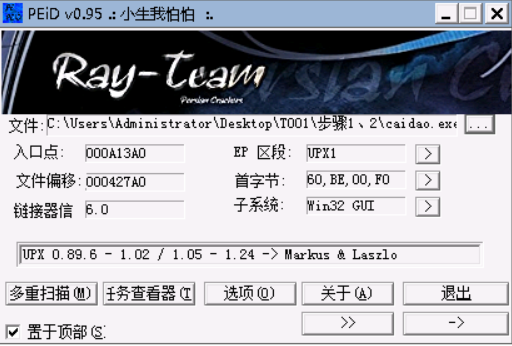 PEiD v0.95 .: 小生我怕怕 :.
Ray-Team
Persian Crackers
文件: C:\Users\Administrator\Desktop\T001\步骤1、2\caidao.exe ...
入口点: 000A13A0 EP 区段: UPX1 >
文件偏移: 000427A0 首字节: 60,BE,00,F0 >
链接器信 6.0 子系统: Win32 GUI >
UPX 0.89.6 - 1.02 / 1.05 - 1.24 -> Markus & Laszlo
多重扫描(M) 任务查看器(T 选项(O) 关于(A) 退出
置于顶部(S) >> ->